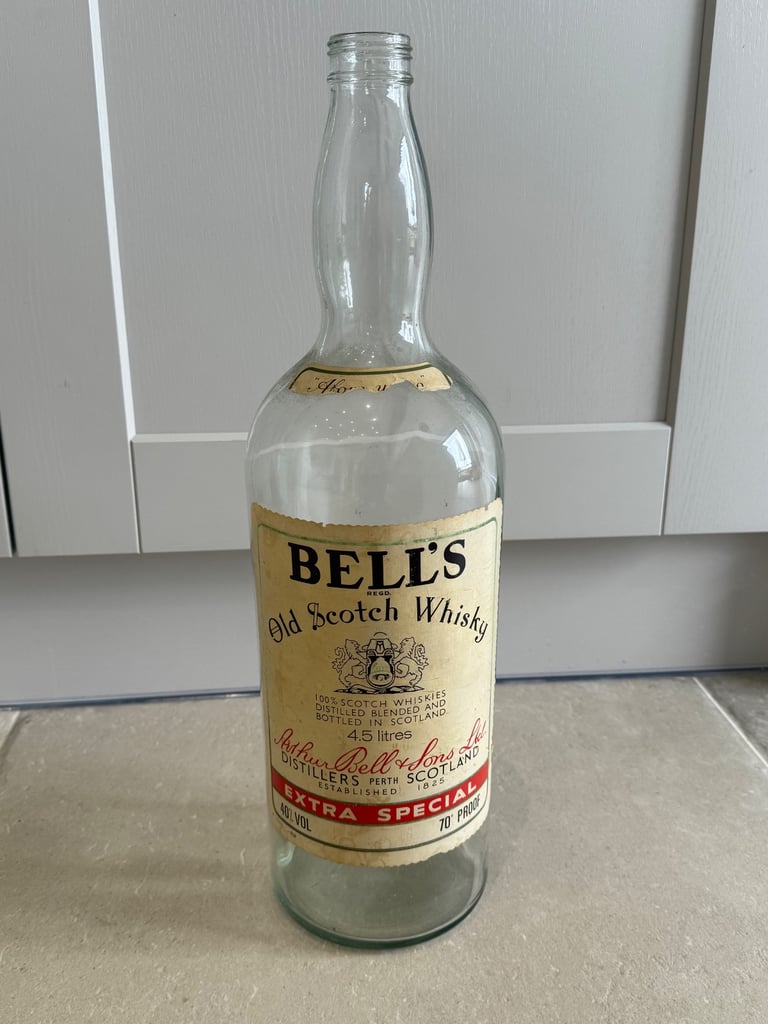 BELL'S
REGD.
Old Scotch Whisky
100% SCOTCH WHISKIES
DISTILLED BLENDED AND
BOTTLED IN SCOTLAND.
4.5 litres
Arthur Bell & Sons Ltd.
DISTILLERS PERTH SCOTLAND
ESTABLISHED 1825
EXTRA SPECIAL
40% VOL 70° PROOF